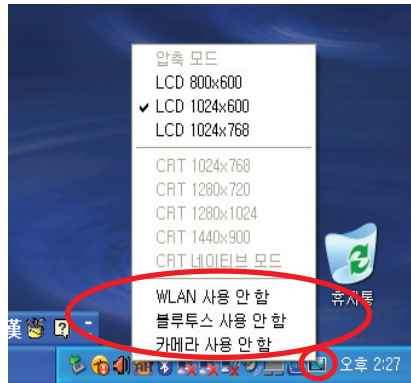 압축 모드
LCD 800x600
LCD 1024x600
LCD 1024x768
CRT 1024x768
CRT 1280x720
CRT 1280x1024
CRT 1440x900
CRT 네이티브 모드
WLAN 사용 안 함
블루투스 사용 안 함
카메라 사용 안 함
휴지통
漢
오후 2:27